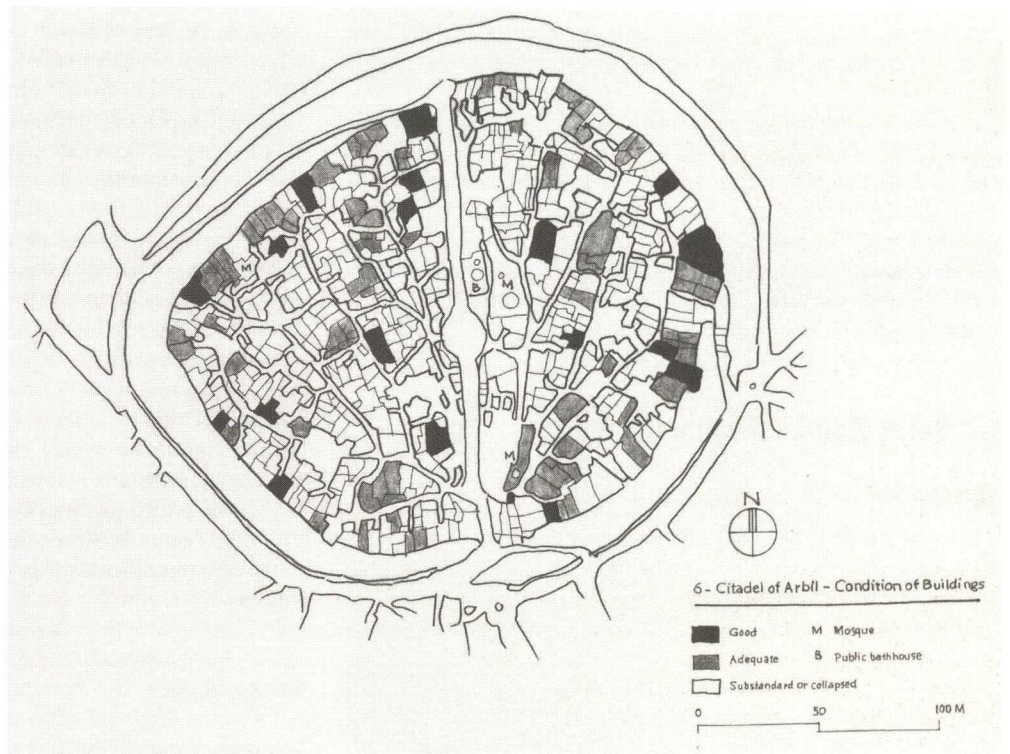 M
B
M
M
N
6 - Citadel of Arbil - Condition of Buildings
Good M Mosque
Adequate B Public bathhouse
Substandard or collapsed
0 50 100 M